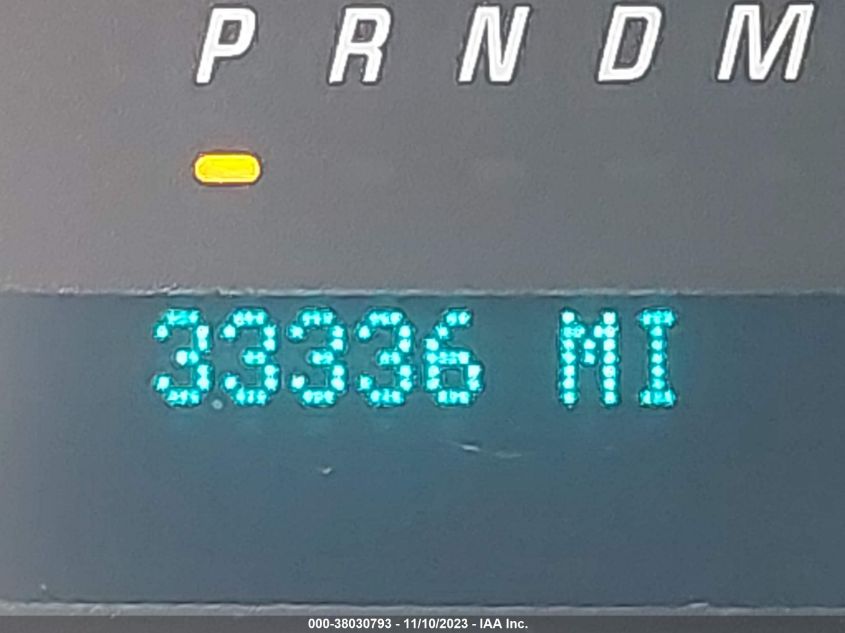 P R N D M
33336 MI
000-38030793 - 11/10/2023 - IAA Inc.